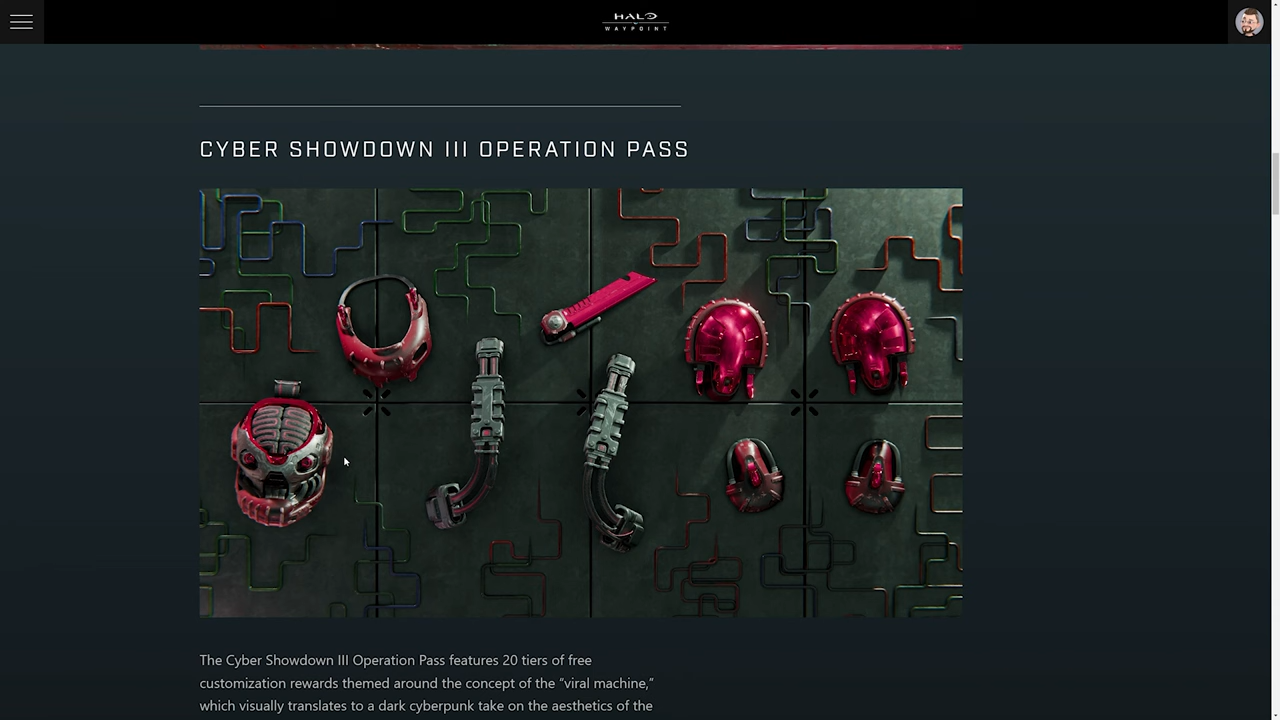 HALO
WAYPOINT
CYBER SHOWDOWN III OPERATION PASS
The Cyber Showdown III Operation Pass features 20 tiers of free
customization rewards themed around the concept of the “viral machine,”
which visually translates to a dark cyberpunk take on the aesthetics of the